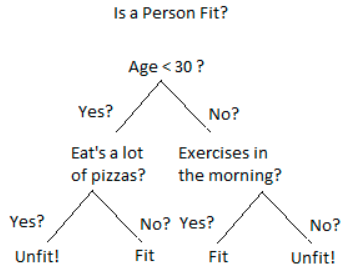 Is a Person Fit?
Age < 30 ?
Yes?
No?
Eat's a lot
of pizzas?
Exercises in
the morning?
Yes?
No?
Yes?
No?
Unfit!
Fit
Fit
Unfit!